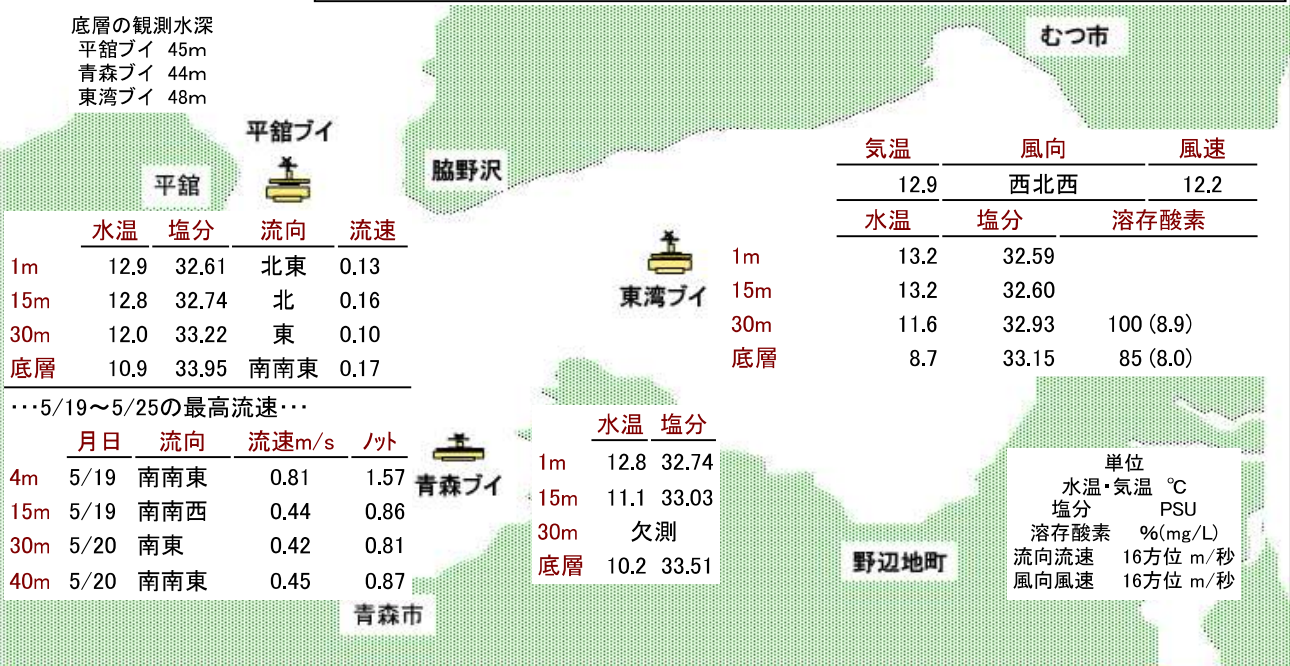 底層の観測水深
平舘ブイ 45m
青森ブイ 44m
東湾ブイ 48m
むつ市
平舘ブイ
平舘
脇野沢
気温 風向 風速
12.9 西北西 12.2
水温 塩分 溶存酸素
1m 13.2 32.59
15m 13.2 32.60
30m 11.6 32.93 100 (8.9)
底層 8.7 33.15 85 (8.0)
東湾ブイ
水温 塩分 流向 流速
1m 12.9 32.61 北東 0.13
15m 12.8 32.74 北 0.16
30m 12.0 33.22 東 0.10
底層 10.9 33.95 南南東 0.17
…5/19～5/25の最高流速…
月日 流向 流速m/s ノット
4m 5/19 南南東 0.81 1.57
15m 5/19 南南西 0.44 0.86
30m 5/20 南東 0.42 0.81
40m 5/20 南南東 0.45 0.87
青森ブイ
水温 塩分
1m 12.8 32.74
15m 11.1 33.03
30m 欠測
底層 10.2 33.51
青森市
野辺地町
単位
水温・気温 ℃
塩分 PSU
溶存酸素 %(mg/L)
流向流速 16方位 m/秒
風向風速 16方位 m/秒